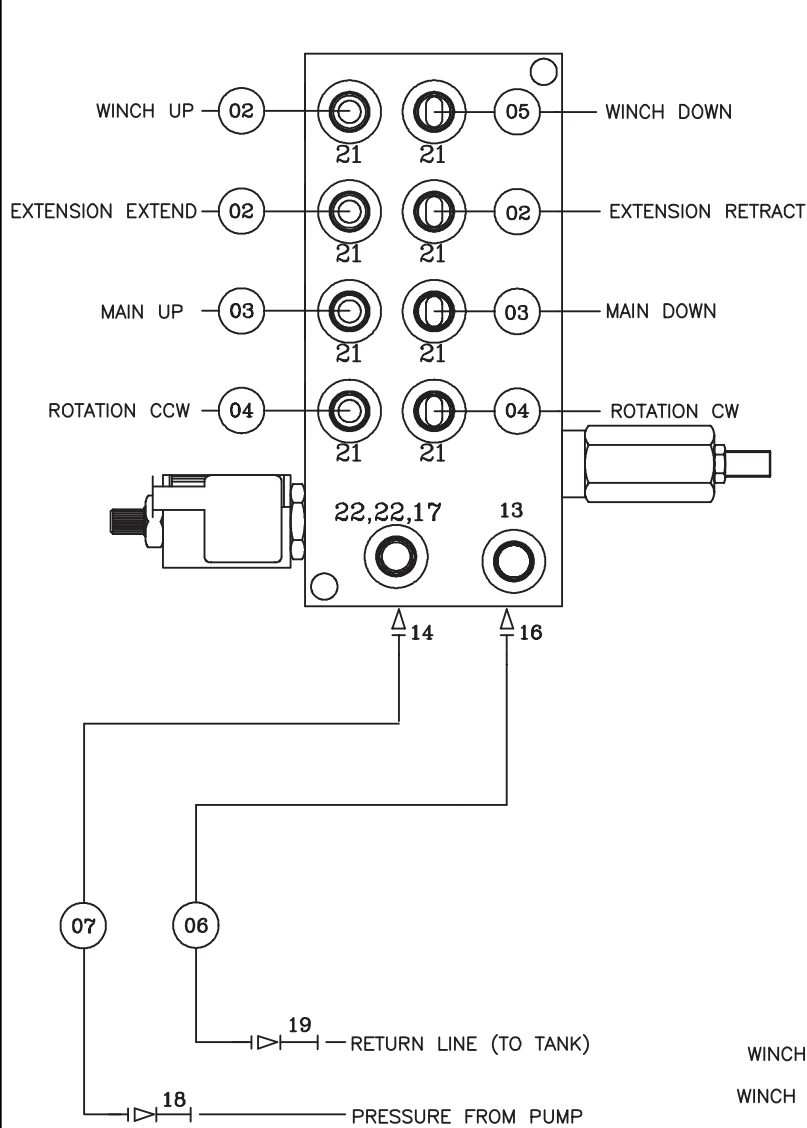 WINCH UP 02 05 WINCH DOWN
21 21
EXTENSION EXTEND 02 02 EXTENSION RETRACT
21 21
MAIN UP 03 03 MAIN DOWN
21 21
ROTATION CCW 04 04 ROTATION CW
21 21
22,22,17 13
14 16
07 06
19
RETURN LINE (TO TANK)
WINCH
WINCH
18
PRESSURE FROM PUMP